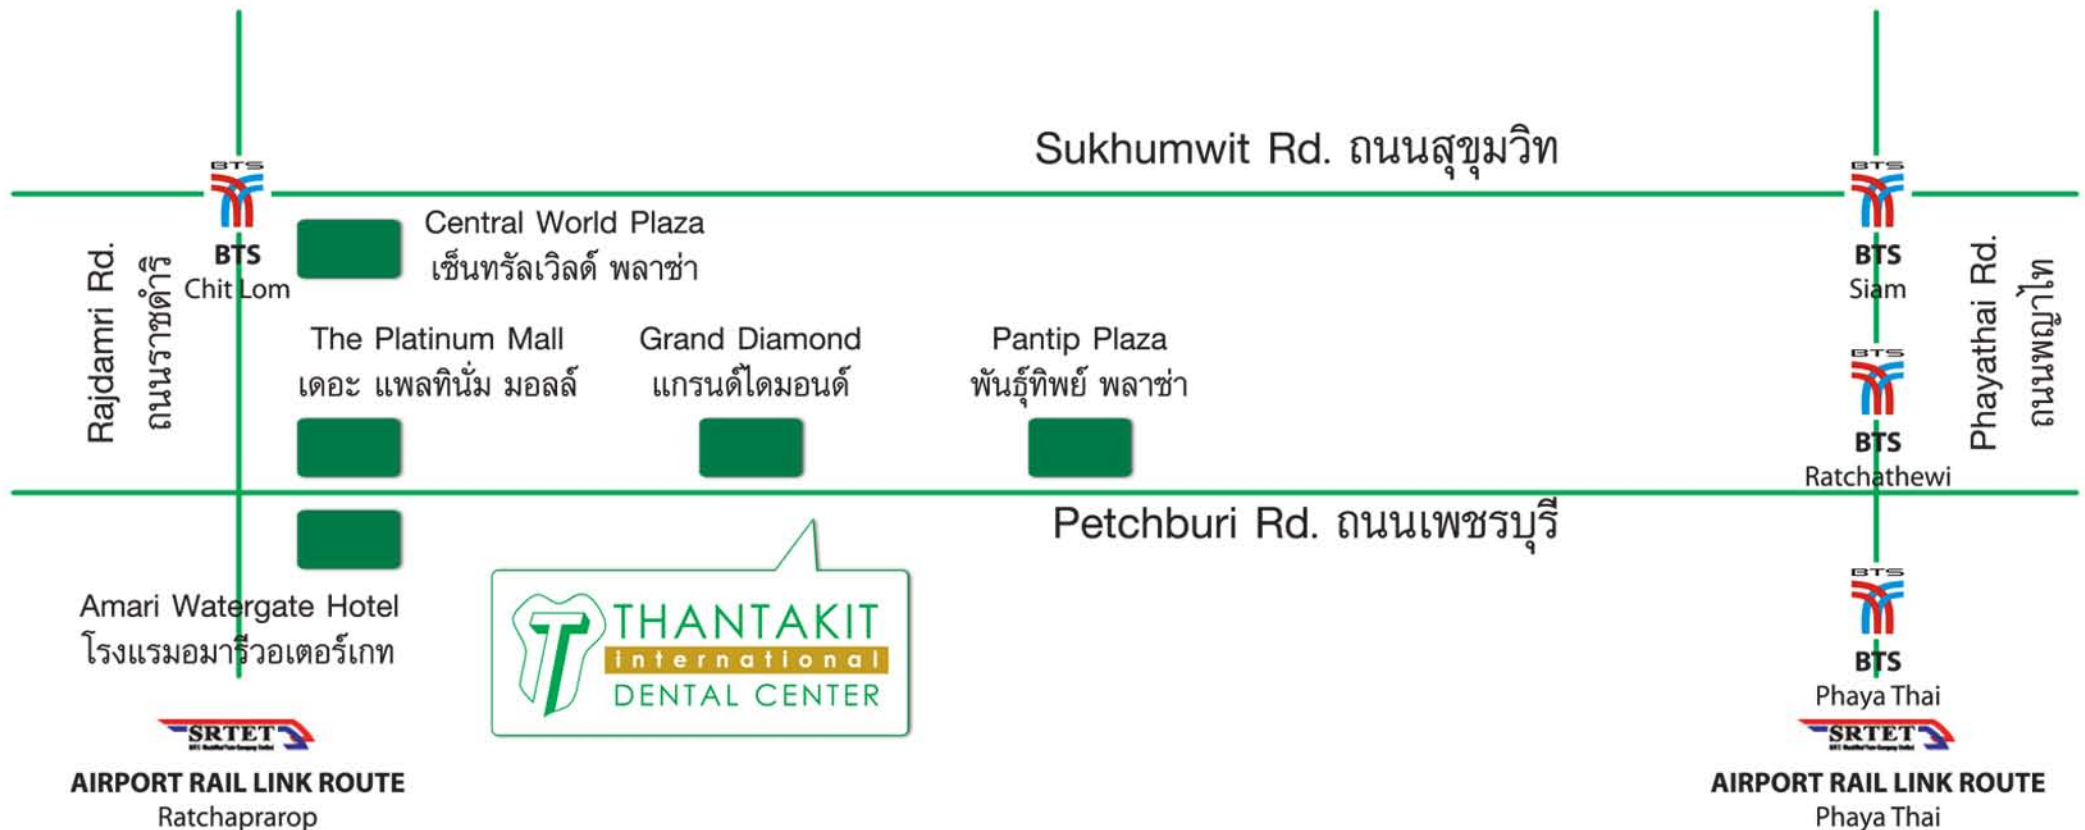 Sukhumwit Rd. ถนนสุขุมวิท
BTS
BTS
Chit Lom
Central World Plaza
เซ็นทรัลเวิลด์ พลาซ่า
BTS
BTS
Siam
Rajdamri Rd.
ถนนราชดำริ
Phayathai Rd.
ถนนพญาไท
The Platinum Mall
เดอะ แพลทินั่ม มอลล์
Grand Diamond
แกรนด์ไดมอนด์
Pantip Plaza
พันธุ์ทิพย์ พลาซ่า
BTS
BTS
Ratchathewi
Petchburi Rd. ถนนเพชรบุรี
Amari Watergate Hotel
โรงแรมอมารีวอเตอร์เกท
THANTAKIT
international
DENTAL CENTER
BTS
BTS
Phaya Thai
SRTET
AIRPORT RAIL LINK ROUTE
Ratchaprarop
SRTET
AIRPORT RAIL LINK ROUTE
Phaya Thai